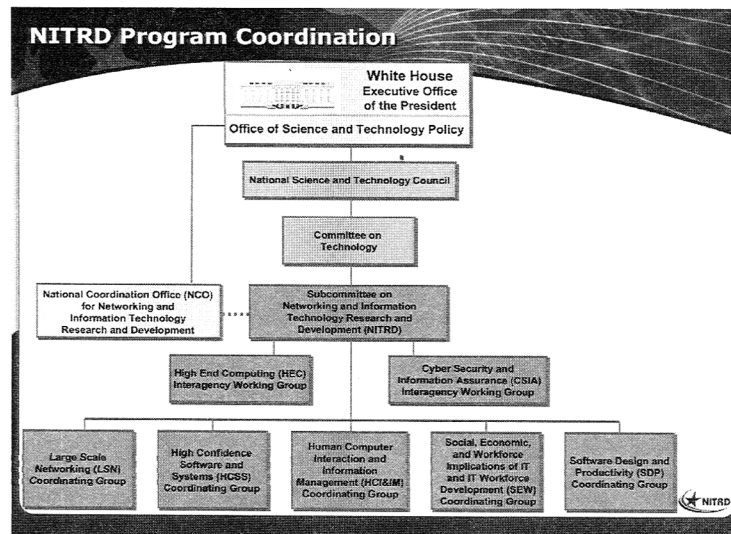 NITRD Program Coordination
White House
Executive Office
of the President
Office of Science and Technology Policy
National Science and Technology Council
Committee on
Technology
National Coordination Office (NCO)
for Networking and
Information Technology
Research and Development
Subcommittee on
Networking and Information
Technology Research and
Development (NITRD)
High End Computing (HEC)
Interagency Working Group
Cyber Security and
Information Assurance (CSIA)
Interagency Working Group
Large Scale
Networking (LSN)
Coordinating Group
High Confidence
Software and
Systems (HCSS)
Coordinating Group
Human Computer
Interaction and
Information
Management (HCI&IM)
Coordinating Group
Social, Economic,
and Workforce
Implications of IT
and IT Workforce
Development (SEW)
Coordinating Group
Software Design and
Productivity (SDP)
Coordinating Group
NITRD